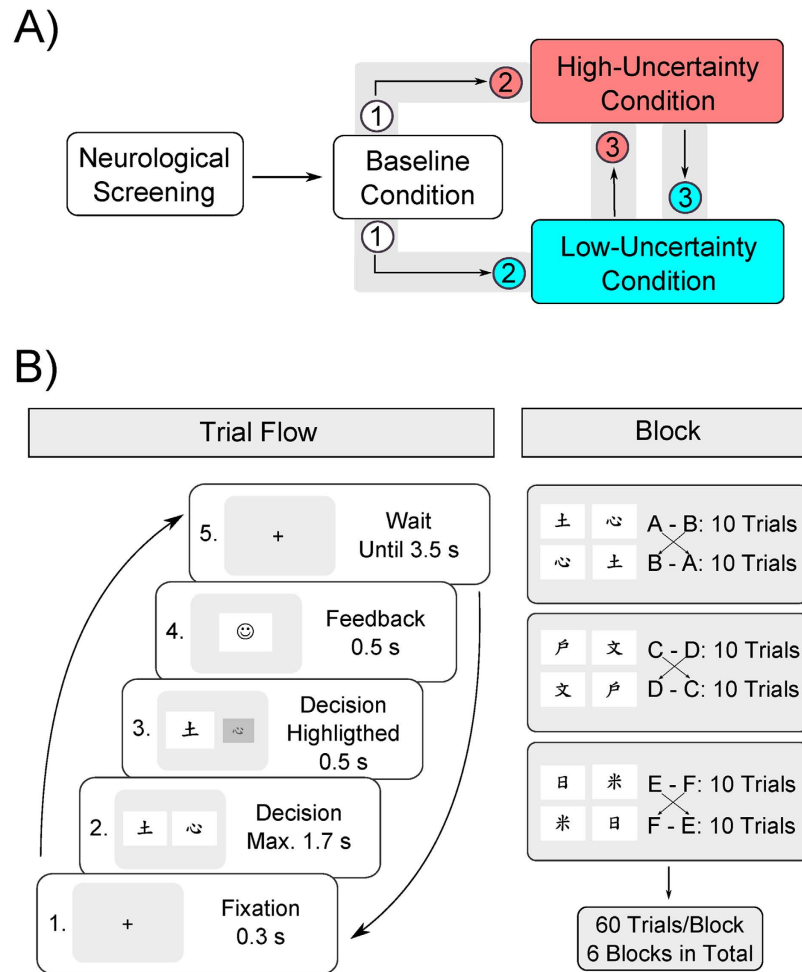 A)
Neurological
Screening
1
Baseline
Condition
1
2
High-Uncertainty
Condition
3
3
2
Low-Uncertainty
Condition
B)
Trial Flow
5.
+
Wait
Until 3.5 s
4.
Feedback
0.5 s
3.
土 心
Decision
Highligthed
0.5 s
2.
土 心
Decision
Max. 1.7 s
1.
+
Fixation
0.3 s
Block
土 心 A - B: 10 Trials
心 土 B - A: 10 Trials
戶 文 C - D: 10 Trials
文 戶 D - C: 10 Trials
日 米 E - F: 10 Trials
米 日 F - E: 10 Trials
60 Trials/Block
6 Blocks in Total